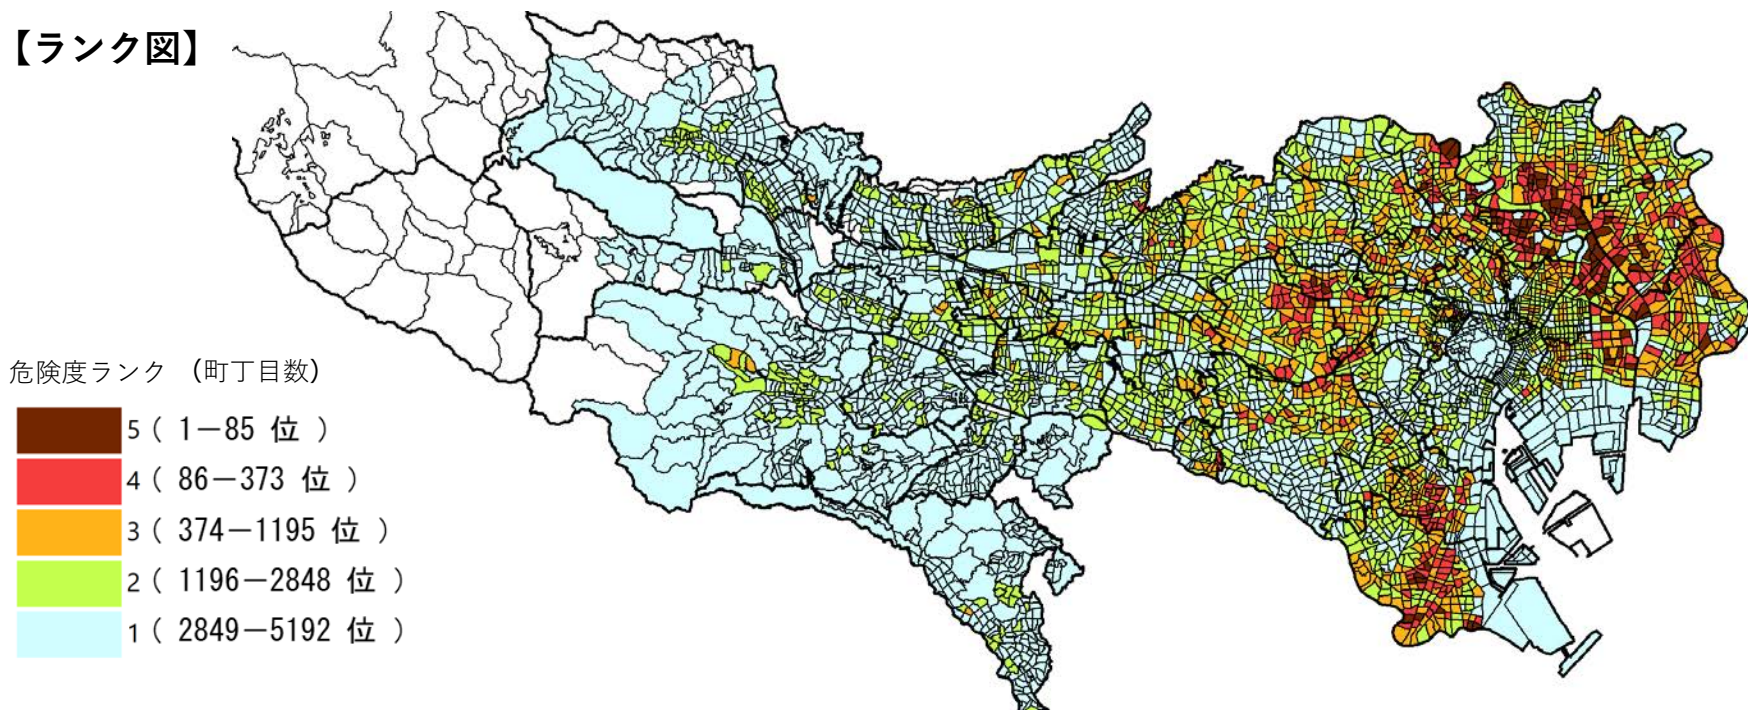 【ランク図】
危険度ランク (町丁目数)
5 ( 1－85 位 )
4 ( 86－373 位 )
3 ( 374－1195 位 )
2 ( 1196－2848 位 )
1 ( 2849－5192 位 )